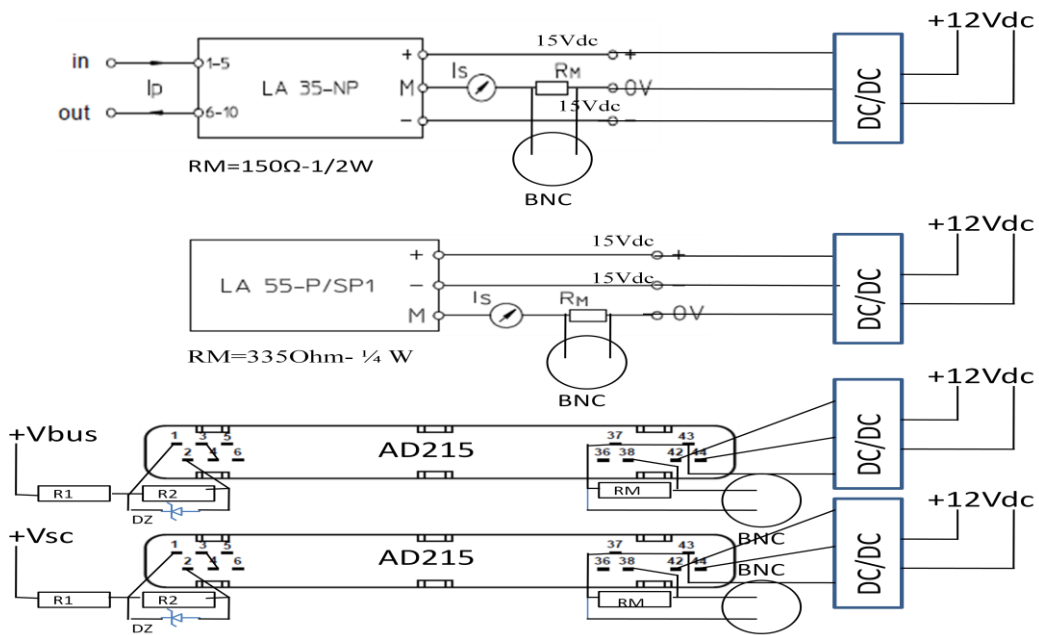 +12Vdc
15Vdc
+
+
in
1-5
Ip
LA 35-NP
M
Is
RM
0V
DC/DC
out
6-10
15Vdc
-
-
RM=150Ω-1/2W
BNC
+12Vdc
15Vdc
+
+
LA 55-P/SP1
-
15Vdc
-
DC/DC
M
Is
RM
0V
RM=335Ohm- ¼ W
BNC
+12Vdc
+Vbus
1 3 5
2 4 6
AD215
37 43
36 38 42 44
DC/DC
R1
R2
RM
DZ
BNC
+12Vdc
+Vsc
1 3 5
2 4 6
AD215
37 43
36 38 42 44
BNC
DC/DC
R1
R2
RM
DZ